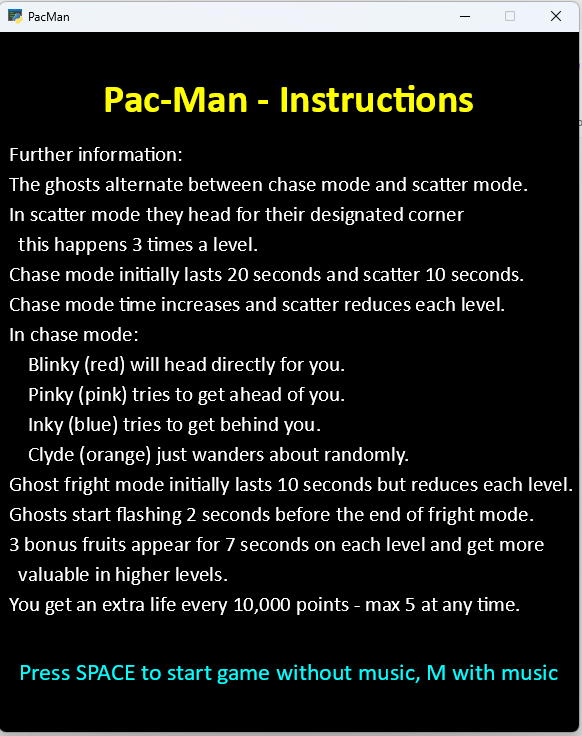 PacMan
Pac-Man - Instructions
Further information:
The ghosts alternate between chase mode and scatter mode.
In scatter mode they head for their designated corner
this happens 3 times a level.
Chase mode initially lasts 20 seconds and scatter 10 seconds.
Chase mode time increases and scatter reduces each level.
In chase mode:
Blinky (red) will head directly for you.
Pinky (pink) tries to get ahead of you.
Inky (blue) tries to get behind you.
Clyde (orange) just wanders about randomly.
Ghost fright mode initially lasts 10 seconds but reduces each level.
Ghosts start flashing 2 seconds before the end of fright mode.
3 bonus fruits appear for 7 seconds on each level and get more
valuable in higher levels.
You get an extra life every 10,000 points - max 5 at any time.
Press SPACE to start game without music, M with music